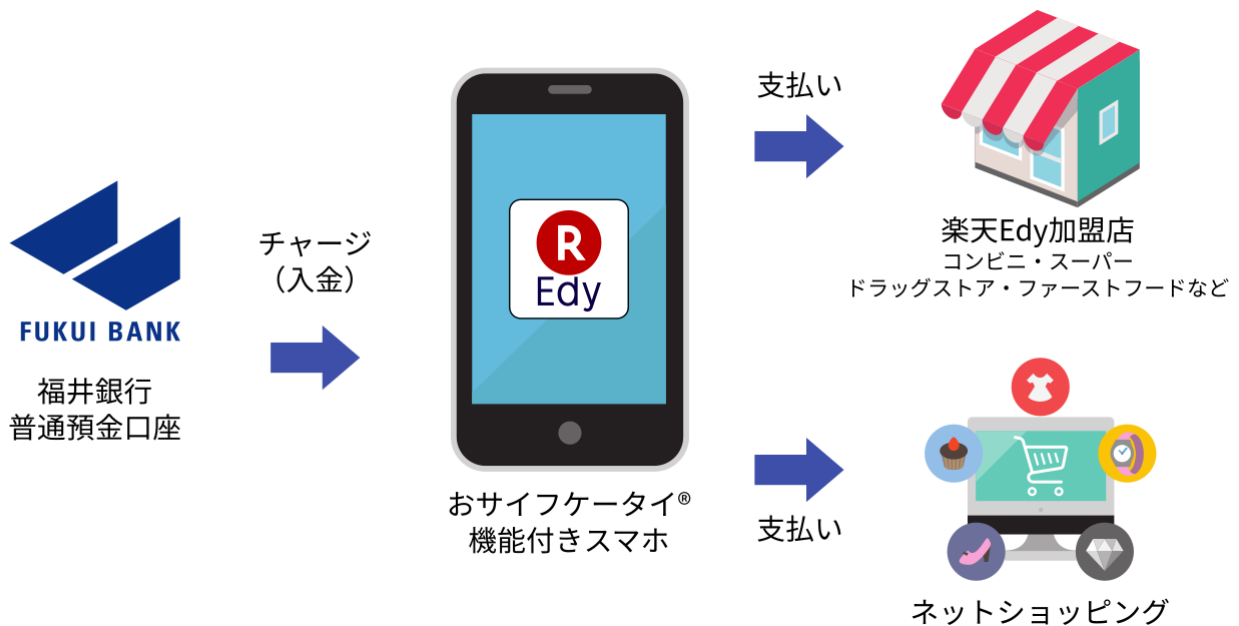 FUKUI BANK
福井銀行
普通預金口座
チャージ
（入金）
R
Edy
おサイフケータイ®
機能付きスマホ
支払い
楽天Edy加盟店
コンビニ・スーパー
ドラッグストア・ファーストフードなど
支払い
ネットショッピング